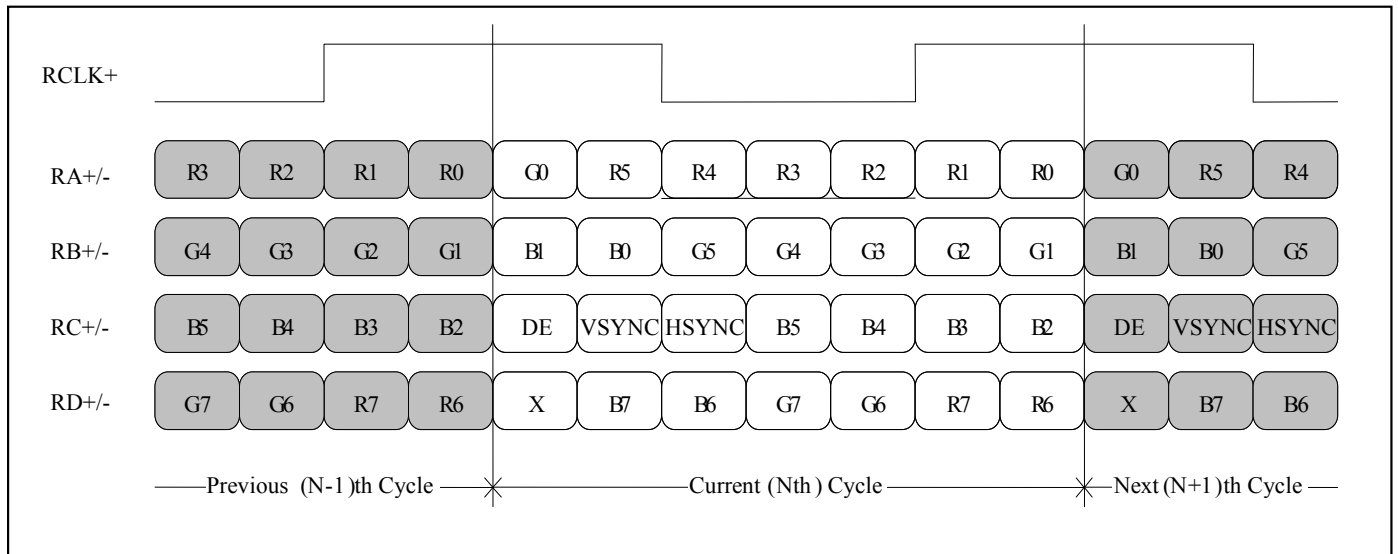 RCLK+
RA+/- R3 R2 R1 R0 G0 R5 R4 R3 R2 R1 R0 G0 R5 R4
RB+/- G4 G3 G2 G1 B1 B0 G5 G4 G3 G2 G1 B1 B0 G5
RC+/- B5 B4 B3 B2 DE VSYNC HSYNC B5 B4 B3 B2 DE VSYNC HSYNC
RD+/- G7 G6 R7 R6 X B7 B6 G7 G6 R7 R6 X B7 B6
Previous (N-1)th Cycle Current (Nth) Cycle Next (N+1)th Cycle